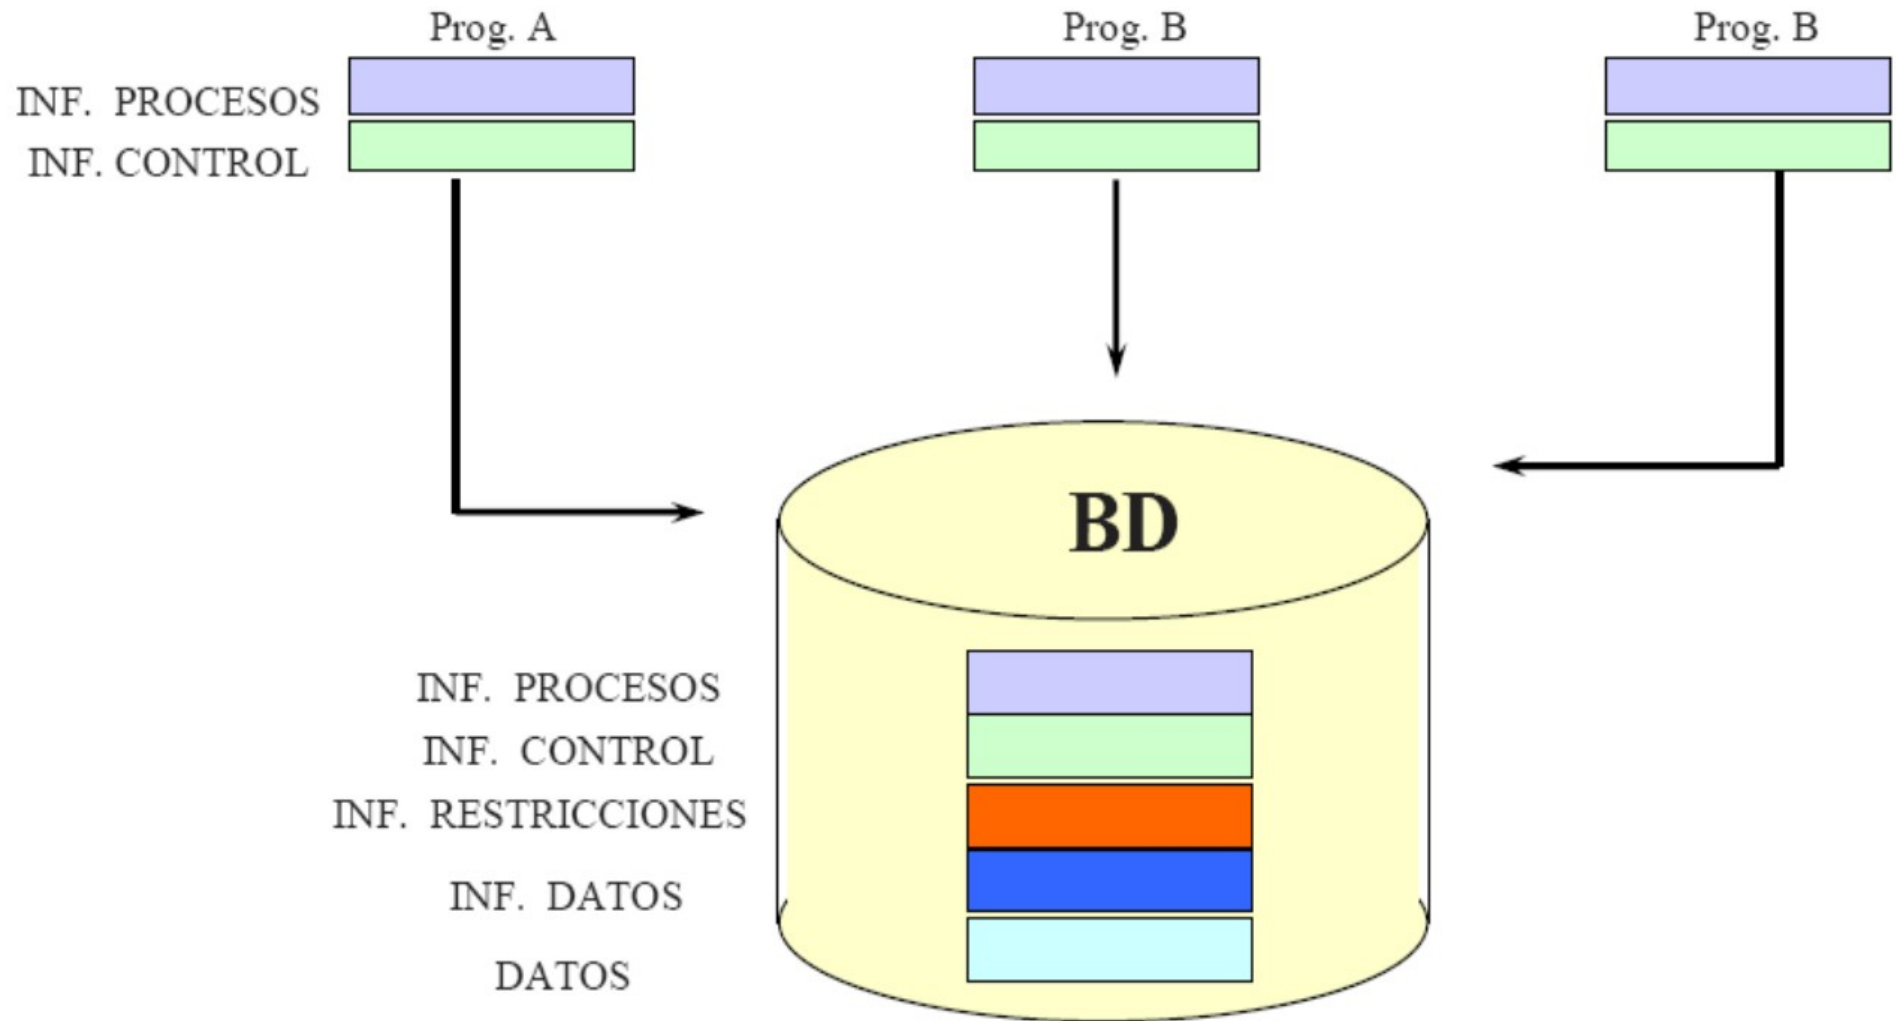 Prog. A
Prog. B
Prog. B
INF. PROCESOS
INF. CONTROL
BD
INF. PROCESOS
INF. CONTROL
INF. RESTRICCIONES
INF. DATOS
DATOS